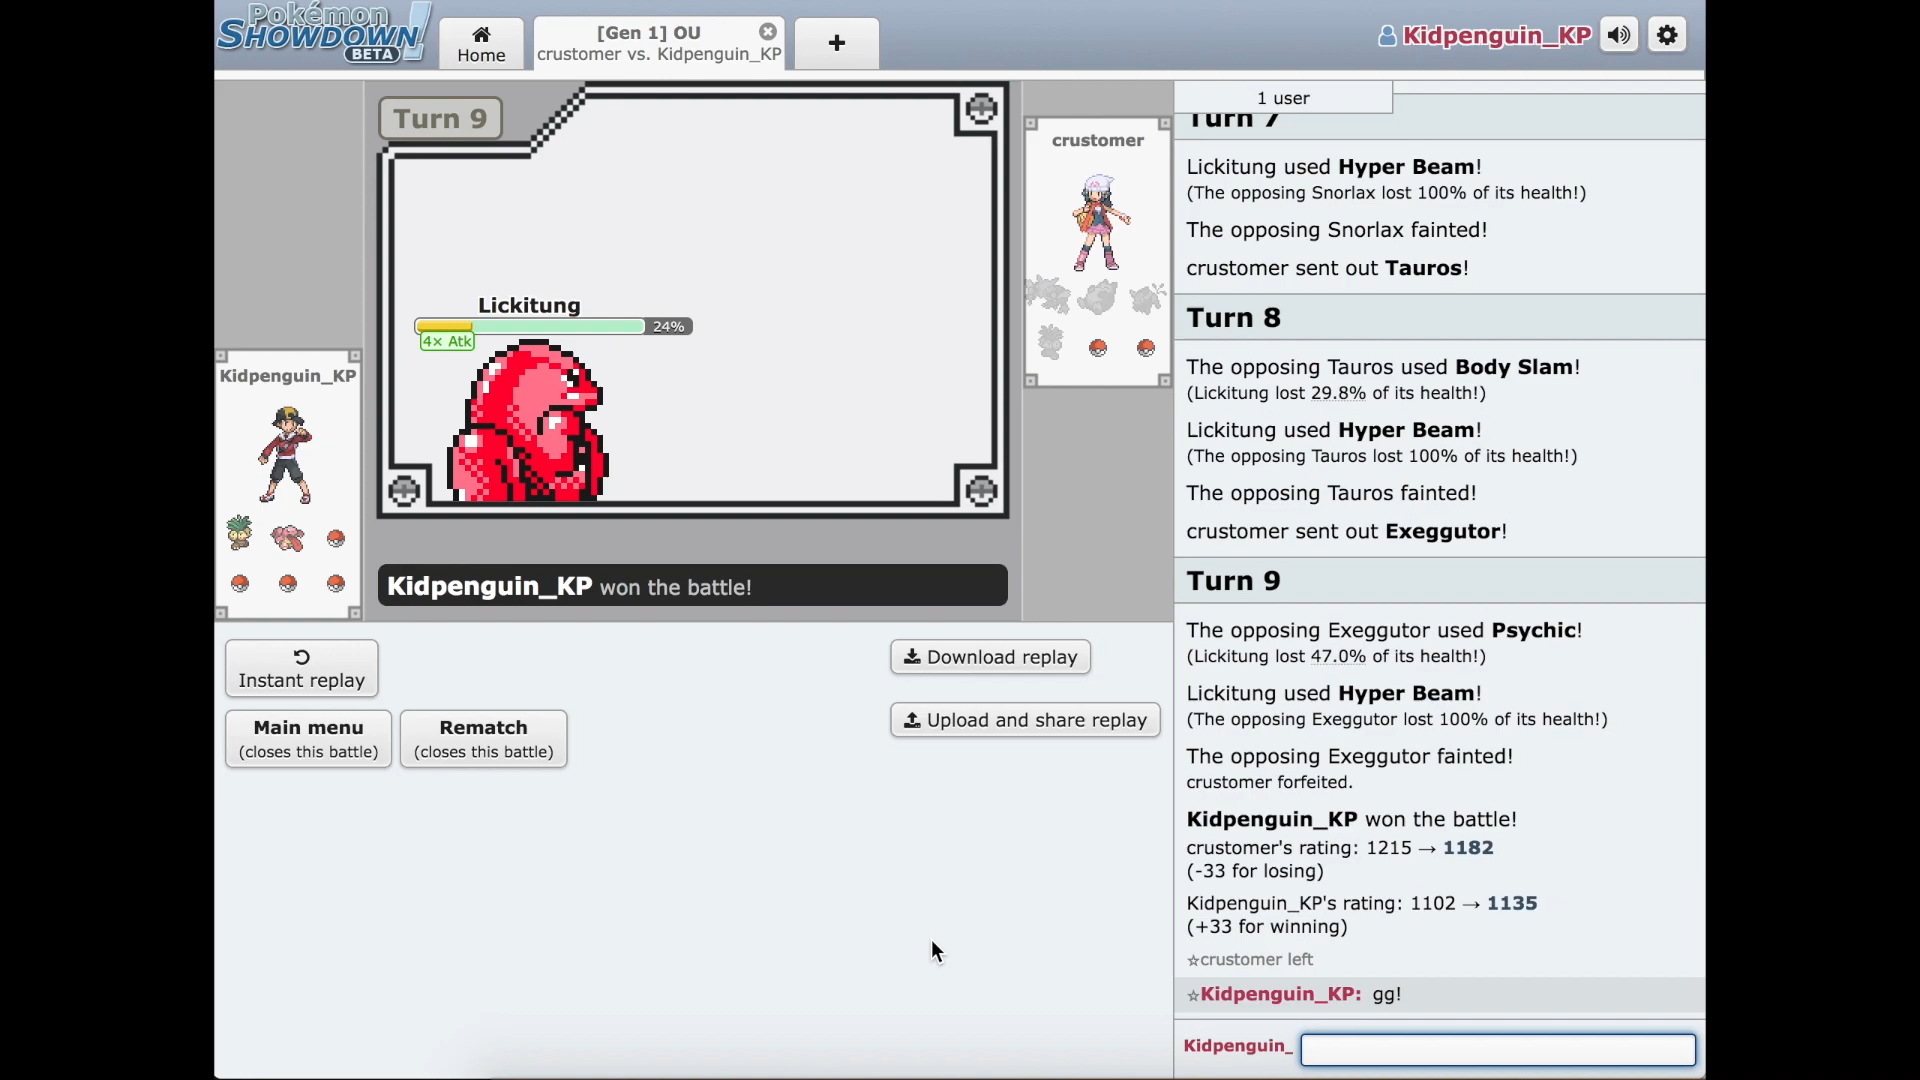 Pokémon
SHOWDOWN!
BETA
Home
[Gen 1] OU
crustomer vs. Kidpenguin_KP
+
Kidpenguin_KP
Turn 9
Lickitung
24%
4× Atk
crustomer
Kidpenguin_KP
Kidpenguin_KP won the battle!
Instant replay
Download replay
Upload and share replay
Main menu
(closes this battle)
Rematch
(closes this battle)
1 user
Turn 7
Lickitung used Hyper Beam!
(The opposing Snorlax lost 100% of its health!)
The opposing Snorlax fainted!
crustomer sent out Tauros!
Turn 8
The opposing Tauros used Body Slam!
(Lickitung lost 29.8% of its health!)
Lickitung used Hyper Beam!
(The opposing Tauros lost 100% of its health!)
The opposing Tauros fainted!
crustomer sent out Exeggutor!
Turn 9
The opposing Exeggutor used Psychic!
(Lickitung lost 47.0% of its health!)
Lickitung used Hyper Beam!
(The opposing Exeggutor lost 100% of its health!)
The opposing Exeggutor fainted!
crustomer forfeited.
Kidpenguin_KP won the battle!
crustomer's rating: 1215 → 1182
(-33 for losing)
Kidpenguin_KP's rating: 1102 → 1135
(+33 for winning)
☆crustomer left
☆Kidpenguin_KP: gg!
Kidpenguin_